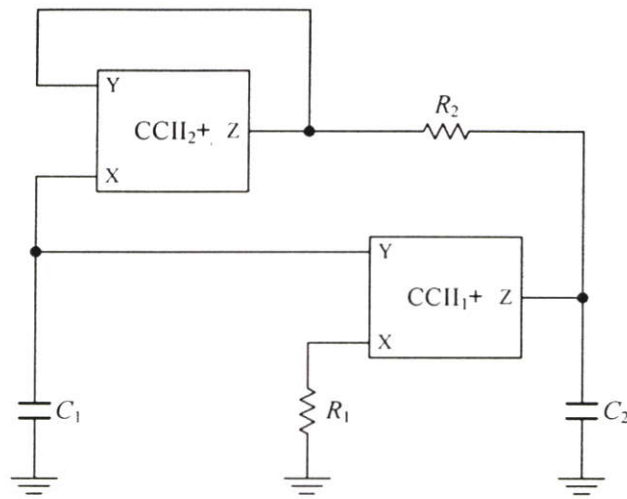 Y
R₂
CCII₂+
Z
X
Y
CCII₁+
Z
X
C₁
R₁
C₂